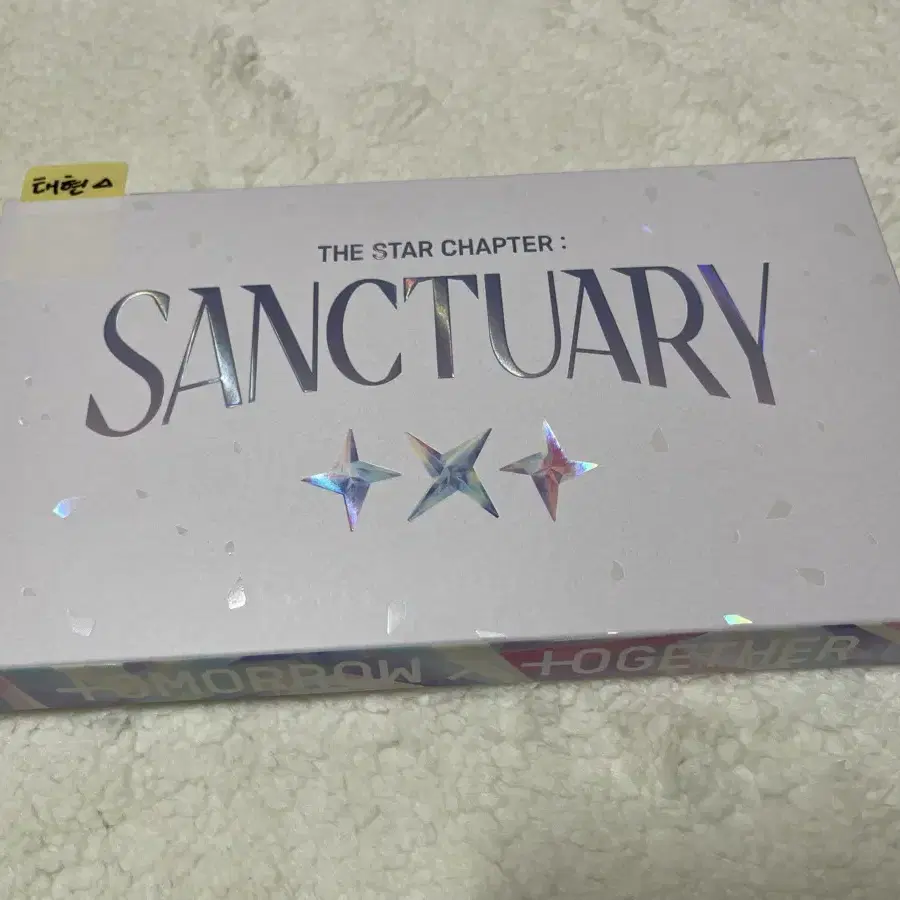 태현 △
THE STAR CHAPTER :
SANCTUARY
TOMORROW X TOGETHER